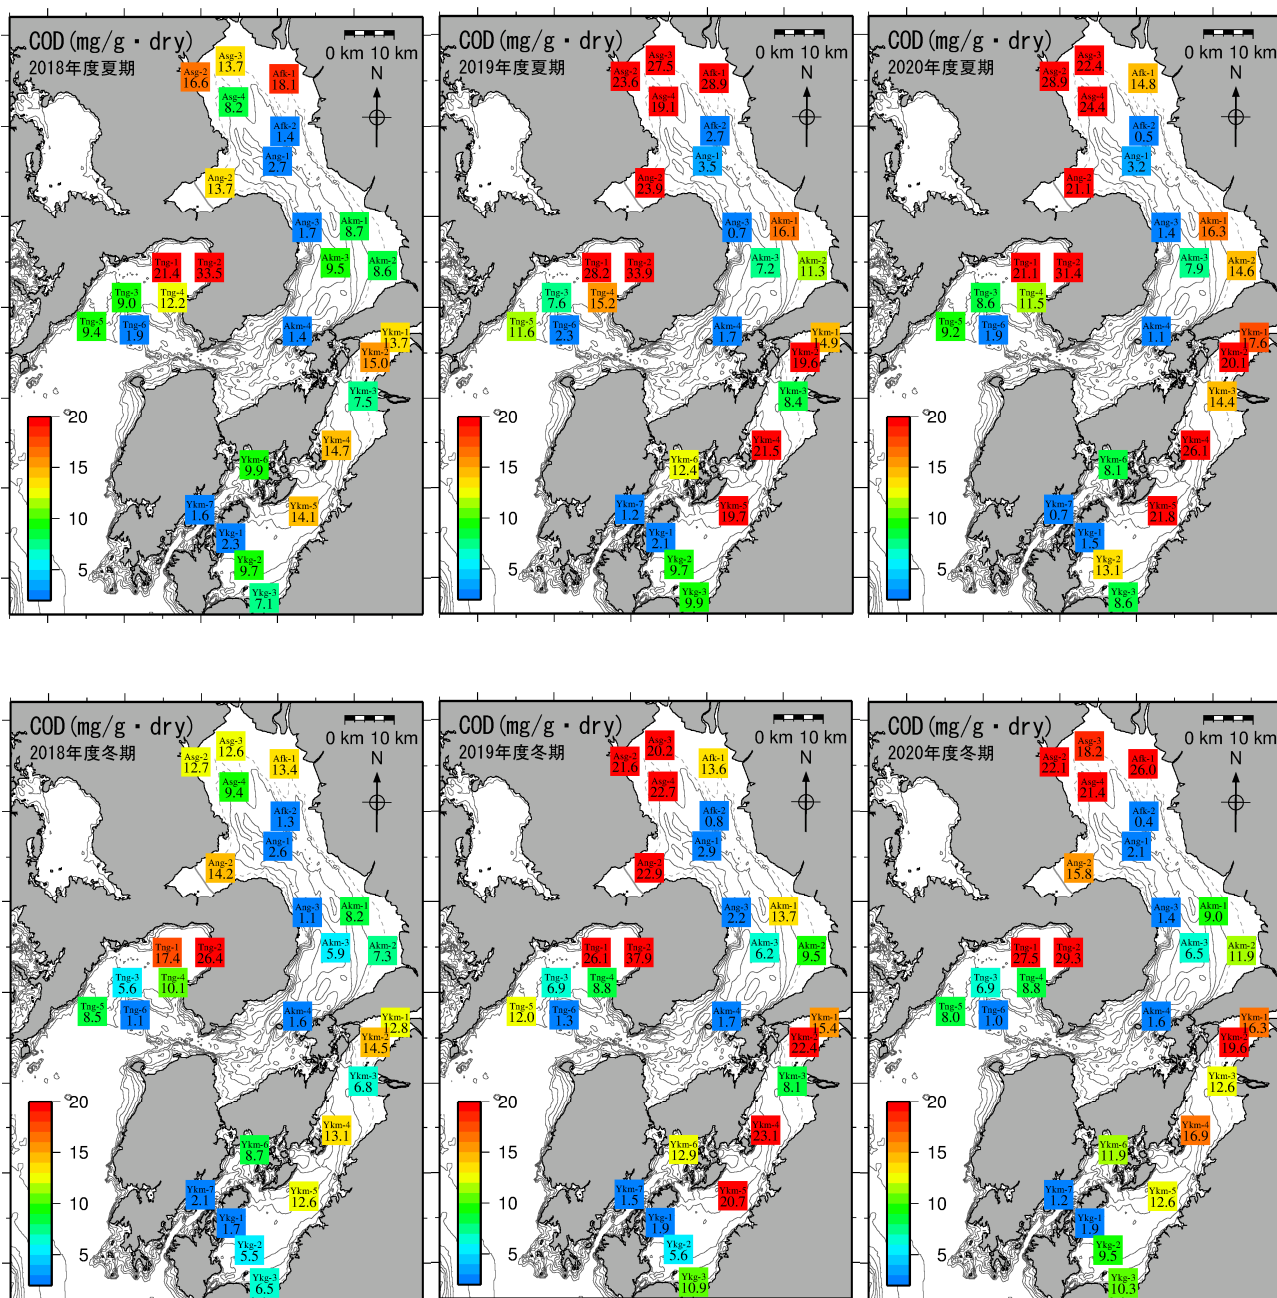 COD(mg/g・dry)
2018年度夏期
0 km 10 km
N
Asg-3
13.7
Asg-2
16.6
Afk-1
18.1
Asg-4
8.2
Afk-2
1.4
Ang-1
2.7
Ang-2
13.7
Ang-3
1.7
Akm-1
8.7
Akm-3
9.5
Akm-2
8.6
Tng-1
21.4
Tng-2
33.5
Tng-3
9.0
Tng-4
12.2
Tng-5
9.4
Tng-6
1.9
Akm-4
1.4
Ykm-1
13.7
Ykm-2
15.0
Ykm-3
7.5
Ykm-4
14.7
Ykm-6
9.9
Ykm-7
1.6
Ykm-5
14.1
Ykg-1
2.3
Ykg-2
9.7
Ykg-3
7.1
20
15
10
5
COD(mg/g・dry)
2019年度夏期
0 km 10 km
N
Asg-3
27.5
Asg-2
23.6
Afk-1
28.9
Asg-4
19.1
Afk-2
2.7
Ang-1
3.5
Ang-2
23.9
Ang-3
0.7
Akm-1
16.1
Akm-3
7.2
Akm-2
11.3
Tng-1
28.2
Tng-2
33.9
Tng-3
7.6
Tng-4
15.2
Tng-5
11.6
Tng-6
2.3
Akm-4
1.7
Ykm-1
14.9
Ykm-2
19.6
Ykm-3
8.4
Ykm-4
21.5
Ykm-6
12.4
Ykm-7
1.2
Ykm-5
19.7
Ykg-1
2.1
Ykg-2
9.7
Ykg-3
9.9
20
15
10
5
COD(mg/g・dry)
2020年度夏期
0 km 10 km
N
Asg-3
22.4
Asg-2
28.9
Afk-1
14.8
Asg-4
24.4
Afk-2
0.5
Ang-1
3.2
Ang-2
21.1
Ang-3
1.4
Akm-1
16.3
Akm-3
7.9
Akm-2
14.6
Tng-1
21.1
Tng-2
31.4
Tng-3
8.6
Tng-4
11.5
Tng-5
9.2
Tng-6
1.9
Akm-4
1.1
Ykm-1
17.6
Ykm-2
20.1
Ykm-3
14.4
Ykm-4
26.1
Ykm-6
8.1
Ykm-7
0.7
Ykm-5
21.8
Ykg-1
1.5
Ykg-2
13.1
Ykg-3
8.6
20
15
10
5
COD(mg/g・dry)
2018年度冬期
0 km 10 km
N
Asg-3
12.6
Asg-2
12.7
Afk-1
13.4
Asg-4
9.4
Afk-2
1.3
Ang-1
2.6
Ang-2
14.2
Ang-3
1.1
Akm-1
8.2
Akm-3
5.9
Akm-2
7.3
Tng-1
17.4
Tng-2
26.4
Tng-3
5.6
Tng-4
10.1
Tng-5
8.5
Tng-6
1.1
Akm-4
1.6
Ykm-1
12.8
Ykm-2
14.5
Ykm-3
6.8
Ykm-4
13.1
Ykm-6
8.7
Ykm-7
2.1
Ykm-5
12.6
Ykg-1
1.7
Ykg-2
5.5
Ykg-3
6.5
20
15
10
5
COD(mg/g・dry)
2019年度冬期
0 km 10 km
N
Asg-3
20.2
Asg-2
21.6
Afk-1
13.6
Asg-4
22.7
Afk-2
0.8
Ang-1
2.9
Ang-2
22.9
Ang-3
2.2
Akm-1
13.7
Akm-3
6.2
Akm-2
9.5
Tng-1
26.1
Tng-2
37.9
Tng-3
6.9
Tng-4
8.8
Tng-5
12.0
Tng-6
1.3
Akm-4
1.7
Ykm-1
15.4
Ykm-2
22.4
Ykm-3
8.1
Ykm-4
23.1
Ykm-6
12.9
Ykm-7
1.5
Ykm-5
20.7
Ykg-1
1.9
Ykg-2
5.6
Ykg-3
10.9
20
15
10
5
COD(mg/g・dry)
2020年度冬期
0 km 10 km
N
Asg-3
18.2
Asg-2
22.1
Afk-1
26.0
Asg-4
21.4
Afk-2
0.4
Ang-1
2.1
Ang-2
15.8
Ang-3
1.4
Akm-1
9.0
Akm-3
6.5
Akm-2
11.9
Tng-1
27.5
Tng-2
29.3
Tng-3
6.9
Tng-4
8.8
Tng-5
8.0
Tng-6
1.0
Akm-4
1.6
Ykm-1
16.3
Ykm-2
19.6
Ykm-3
12.6
Ykm-4
16.9
Ykm-6
11.9
Ykm-7
1.2
Ykm-5
12.6
Ykg-1
1.9
Ykg-2
9.5
Ykg-3
10.3
20
15
10
5